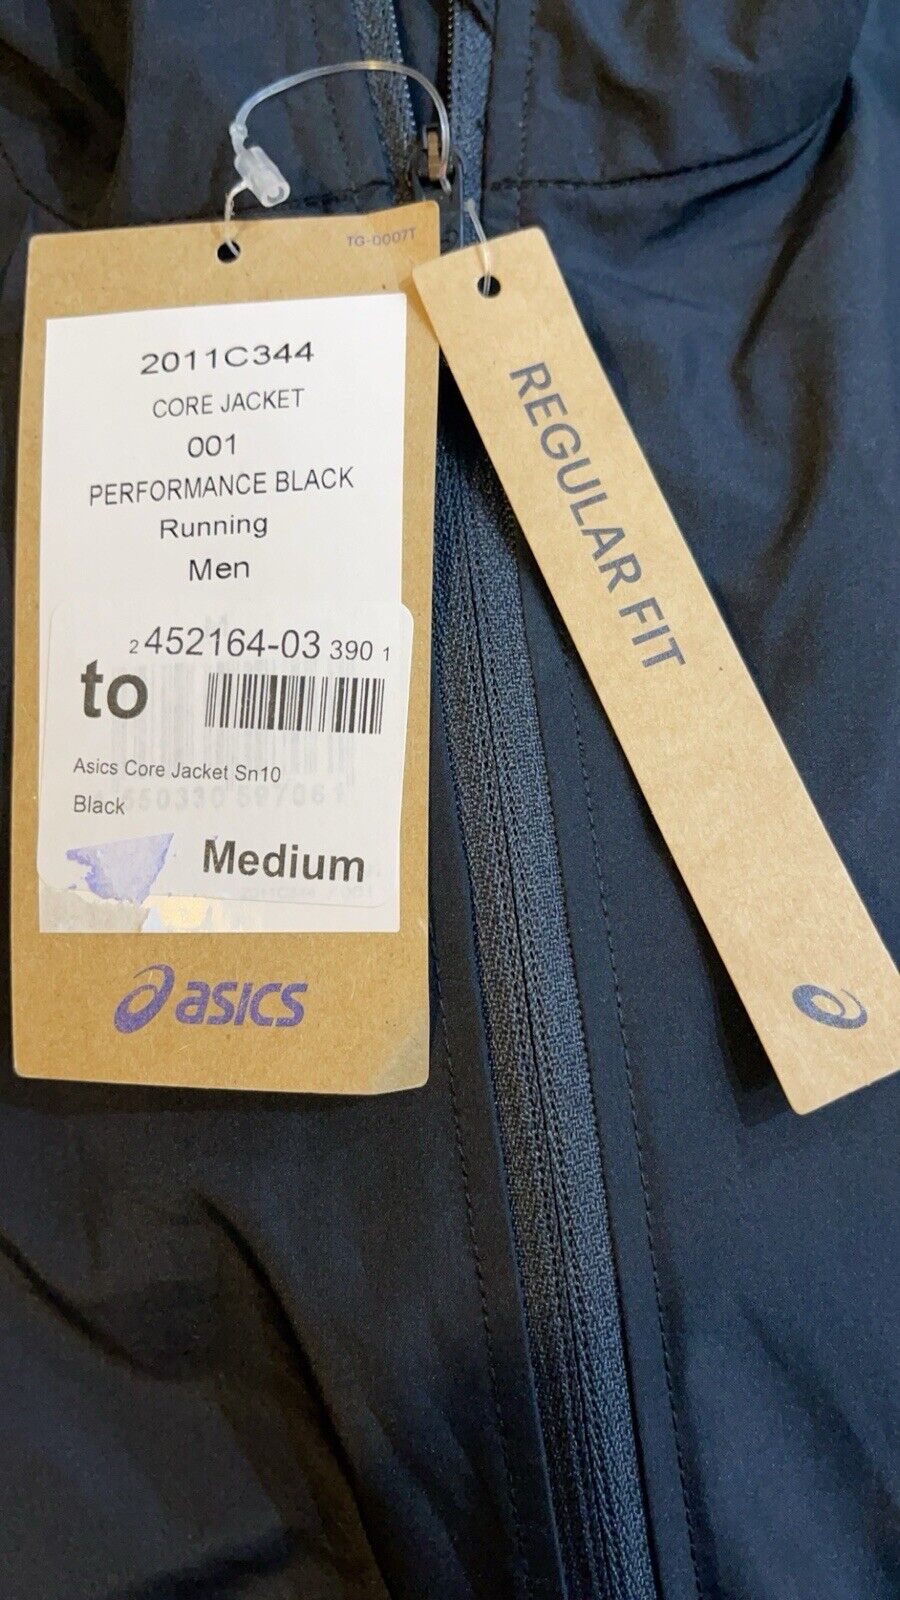 TG-0007T
2011C344
CORE JACKET
001
PERFORMANCE BLACK
Running
Men
2 452164-03 390 1
to
Asics Core Jacket Sn10
Black
Medium
asics
REGULAR FIT